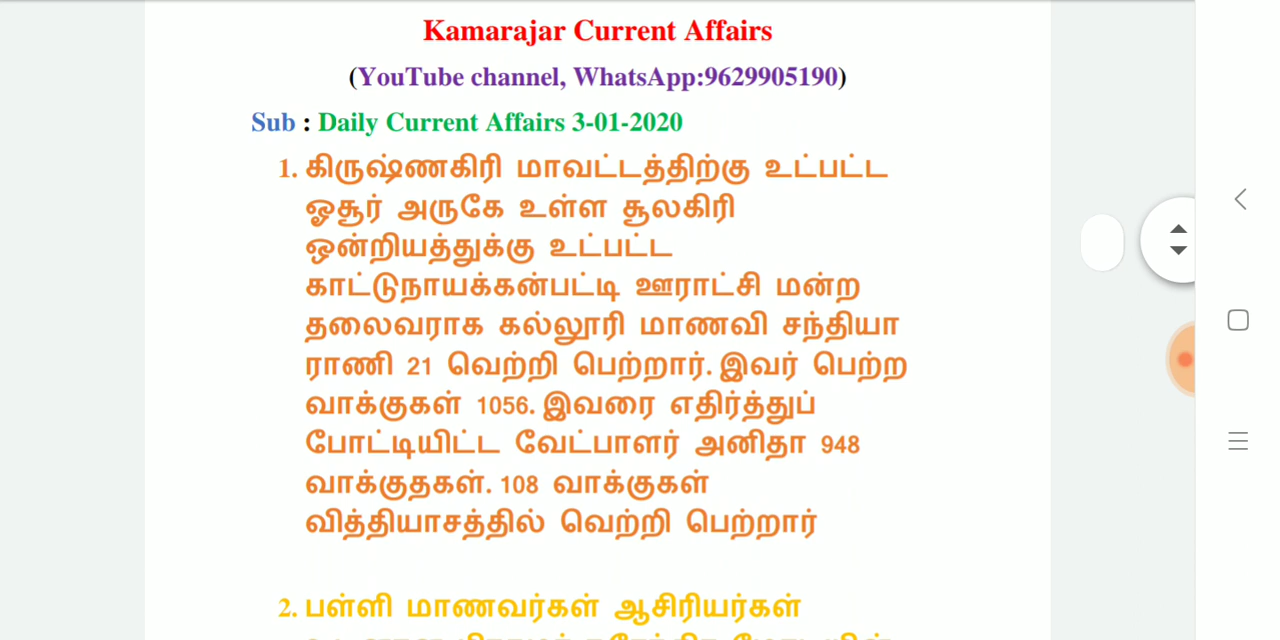 Kamarajar Current Affairs
(YouTube channel, WhatsApp:9629905190)
Sub : Daily Current Affairs 3-01-2020
1. கிருஷ்ணகிரி மாவட்டத்திற்கு உட்பட்ட
ஓசூர் அருகே உள்ள சூலகிரி
ஒன்றியத்துக்கு உட்பட்ட
காட்டுநாயக்கன்பட்டி ஊராட்சி மன்ற
தலைவராக கல்லூரி மாணவி சந்தியா
ராணி 21 வெற்றி பெற்றார். இவர் பெற்ற
வாக்குகள் 1056. இவரை எதிர்த்துப்
போட்டியிட்ட வேட்பாளர் அனிதா 948
வாக்குதகள். 108 வாக்குகள்
வித்தியாசத்தில் வெற்றி பெற்றார்
2. பள்ளி மாணவர்கள் ஆசிரியர்கள்